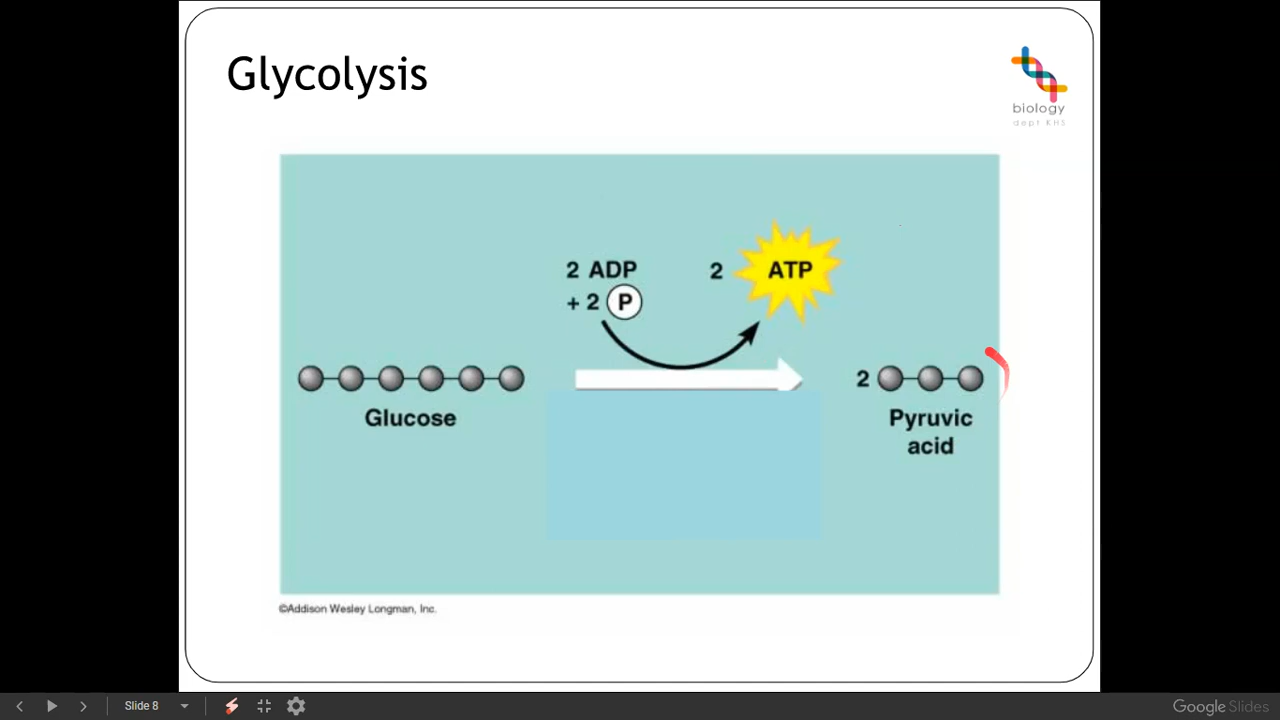 Glycolysis
biology
dept KHS
2 ADP
+ 2 P
2 ATP
2
Glucose
Pyruvic
acid
©Addison Wesley Longman, Inc.
Slide 8
Google Slides